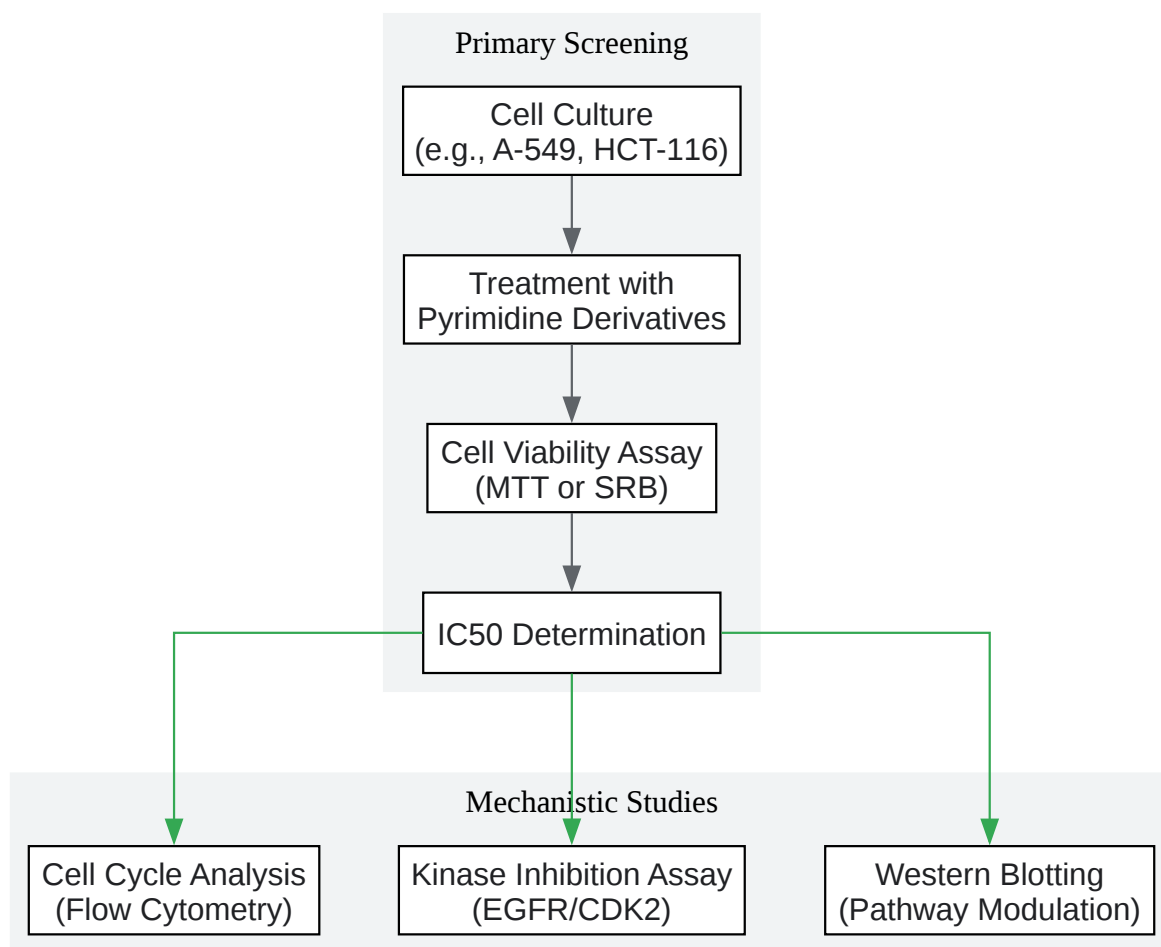 Primary Screening
Cell Culture
(e.g., A-549, HCT-116)
Treatment with
Pyrimidine Derivatives
Cell Viability Assay
(MTT or SRB)
IC50 Determination
Mechanistic Studies
Cell Cycle Analysis
(Flow Cytometry)
Kinase Inhibition Assay
(EGFR/CDK2)
Western Blotting
(Pathway Modulation)